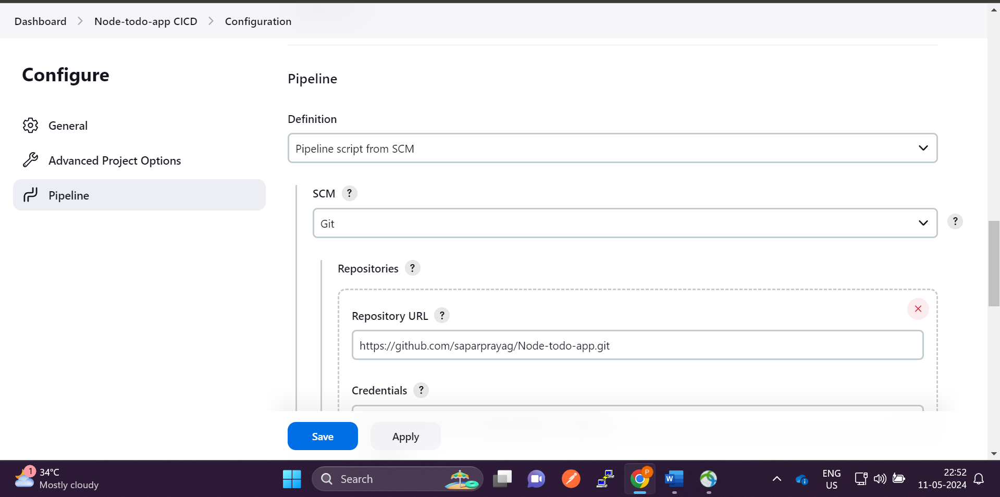 Dashboard > Node-todo-app CICD > Configuration
Configure
General
Advanced Project Options
Pipeline
Pipeline
Definition
Pipeline script from SCM
SCM ?
Git
?
Repositories ?
Repository URL ?
https://github.com/saparprayag/Node-todo-app.git
Credentials ?
Save
Apply
1
34°C
Mostly cloudy
Search
P
W
ENG
US
22:52
11-05-2024